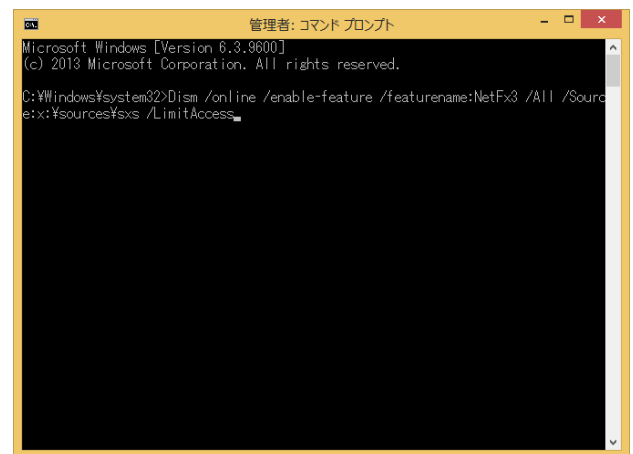 管理者: コマンド プロンプト
Microsoft Windows [Version 6.3.9600]
(c) 2013 Microsoft Corporation. All rights reserved.
C:¥Windows¥system32>Dism /online /enable-feature /featurename:NetFx3 /All /Sourc
e:x:¥sources¥sxs /LimitAccess